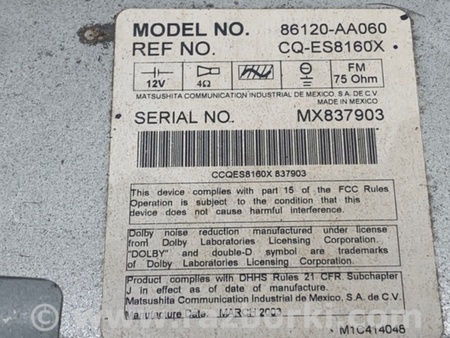 MODEL NO. 86120-AA060
REF NO. CQ-ES8160X
12V 4Ω FM 75 Ohm
MATSUSHITA COMMUNICATION INDUSTRIAL DE MEXICO, S.A. DE C.V.
MADE IN MEXICO
SERIAL NO. MX837903
CCQES8160X 837903
This device complies with part 15 of the FCC Rules
Operation is subject to the condition that this
device does not cause harmful interference.
Dolby noise reduction manufactured under license
from Dolby Laboratories Licensing Corporation.
"DOLBY" and double-D symbol are trademarks
of Dolby Laboratories Licensing Corporation.
Product complies with DHHS Rules 21 CFR Subchapter
J in effect as of date of manufacture.
Matsushita Communication Industrial de Mexico, S.A. de C.V.
Manufacture Date: MARCH 2003
M1C414046